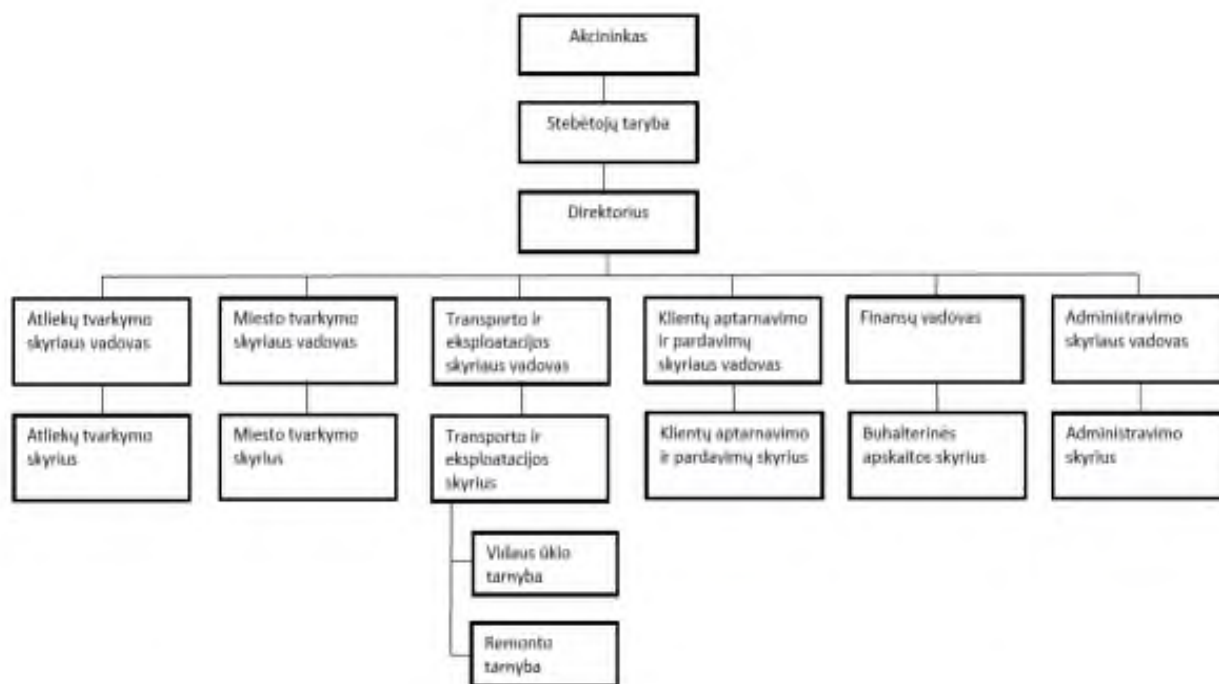 Akcininkas
Stebėtojų taryba
Direktorius
Atliekų tvarkymo
skyriaus vadovas
Miesto tvarkymo
skyriaus vadovas
Transporto ir
eksploatacijos
skyriaus vadovas
Klientų aptarnavimo
ir pardavimų
skyriaus vadovas
Finansų vadovas
Administravimo
skyriaus vadovas
Atliekų tvarkymo
skyrius
Miesto tvarkymo
skyrius
Transporto ir
eksploatacijos
skyrius
Klientų aptarnavimo
ir pardavimų skyrius
Buhalterinės
apskaitos skyrius
Administravimo
skyrius
Vidaus ūkio
tarnyba
Remonto
tarnyba